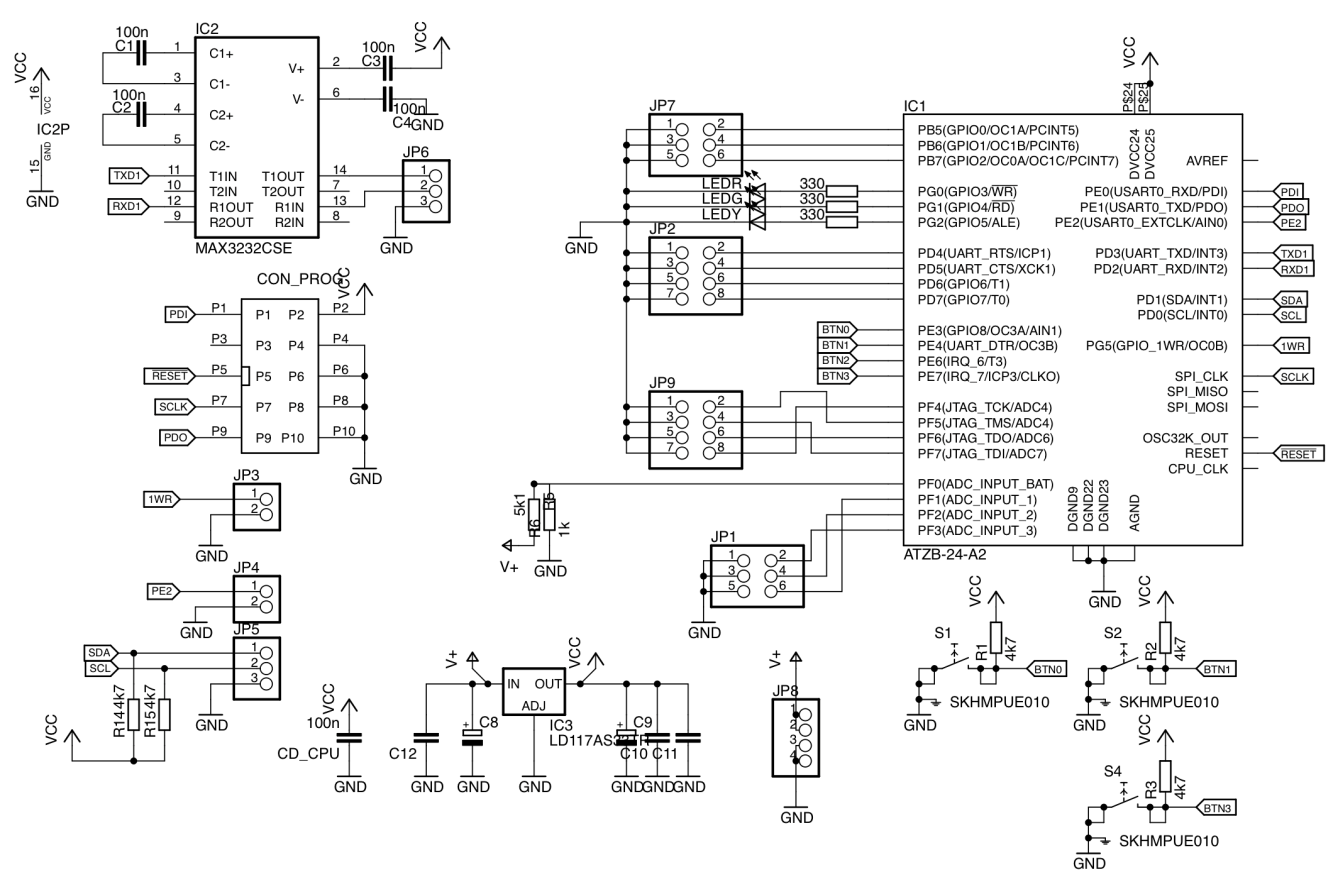 100n
C1
1
3
100n
C2
4
5
TXD1
11
10
RXD1
12
9
IC2
C1+
C1-
C2+
C2-
T1IN
T2IN
R1OUT
R2OUT
V+
V-
T1OUT
T2OUT
R1IN
R2IN
MAX3232CSE
2
6
14
7
13
8
100n
C3
VCC
100n
C4
GND
JP6
1
2
3
GND
VCC
16
VCC
IC2P
GND
15
GND
CON_PROG
VCC
PDI
P1
P1
P2
P2
P3
P3
P4
P4
RESET
P5
P5
P6
P6
SCLK
P7
P7
P8
P8
PDO
P9
P9
P10
P10
GND
JP3
1WR
1
2
GND
JP4
PE2
1
2
GND
JP5
SDA
1
SCL
2
3
GND
R14
4k7
R15
4k7
VCC
JP7
1 2
3 4
5 6
LEDR
330
LEDG
330
LEDY
330
GND
JP2
1 2
3 4
5 6
7 8
BTN0
BTN1
BTN2
BTN3
JP9
1 2
3 4
5 6
7 8
5k1
R6
R5
1k
V+
GND
JP1
1 2
3 4
5 6
GND
IC1
VCC
P$24
P$25
DVCC24
DVCC25
PB5(GPIO0/OC1A/PCINT5)
PB6(GPIO1/OC1B/PCINT6)
PB7(GPIO2/OC0A/OC1C/PCINT7)
AVREF
PG0(GPIO3/WR)
PE0(USART0_RXD/PDI)
PDI
PG1(GPIO4/RD)
PE1(USART0_TXD/PDO)
PDO
PG2(GPIO5/ALE)
PE2(USART0_EXTCLK/AIN0)
PE2
PD4(UART_RTS/ICP1)
PD3(UART_TXD/INT3)
TXD1
PD5(UART_CTS/XCK1)
PD2(UART_RXD/INT2)
RXD1
PD6(GPIO6/T1)
PD7(GPIO7/T0)
PD1(SDA/INT1)
SDA
PD0(SCL/INT0)
SCL
PE3(GPIO8/OC3A/AIN1)
PE4(UART_DTR/OC3B)
PG5(GPIO_1WR/OC0B)
1WR
PE6(IRQ_6/T3)
PE7(IRQ_7/ICP3/CLKO)
SPI_CLK
SCLK
SPI_MISO
PF4(JTAG_TCK/ADC4)
SPI_MOSI
PF5(JTAG_TMS/ADC4)
PF6(JTAG_TDO/ADC6)
OSC32K_OUT
PF7(JTAG_TDI/ADC7)
RESET
RESET
CPU_CLK
PF0(ADC_INPUT_BAT)
PF1(ADC_INPUT_1)
PF2(ADC_INPUT_2)
PF3(ADC_INPUT_3)
DGND9
DGND22
DGND23
AGND
ATZB-24-A2
GND
VCC
100n
CD_CPU
GND
V+
C12
GND
+
C8
GND
IN OUT
ADJ
IC3
GND
VCC
+
C9
C10
C11
GND
GND
GND
V+
JP8
1
2
3
4
GND
VCC
S1
R1
4k7
BTN0
SKHMPUE010
GND
VCC
S2
R2
4k7
BTN1
SKHMPUE010
GND
VCC
S4
R3
4k7
BTN3
SKHMPUE010
GND